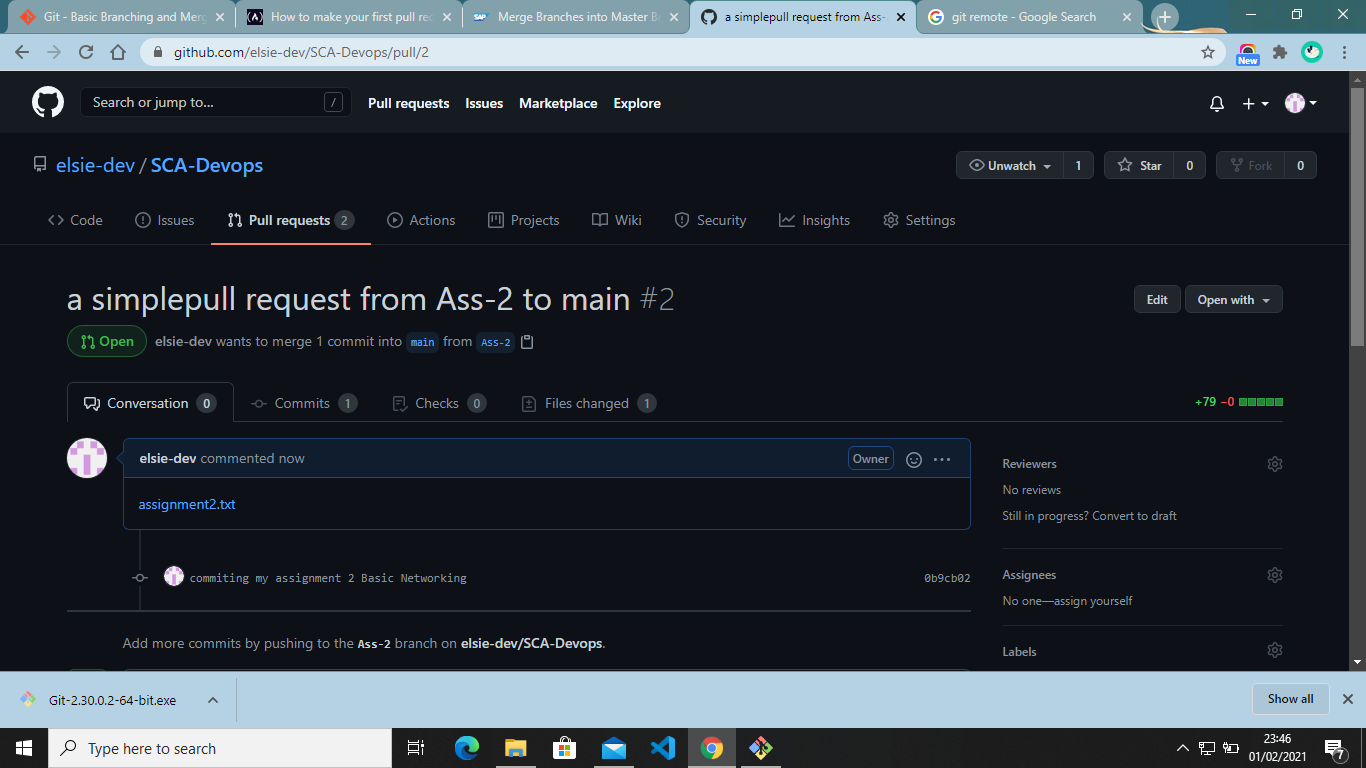 Git - Basic Branching and Merg
How to make your first pull rec
Merge Branches into Master Br
a simplepull request from Ass-2
git remote - Google Search
github.com/elsie-dev/SCA-Devops/pull/2
New
Search or jump to... /
Pull requests Issues Marketplace Explore
elsie-dev / SCA-Devops
Unwatch 1 Star 0 Fork 0
Code Issues Pull requests 2 Actions Projects Wiki Security Insights Settings
a simplepull request from Ass-2 to main #2
Edit Open with
Open elsie-dev wants to merge 1 commit into main from Ass-2
Conversation 0 Commits 1 Checks 0 Files changed 1
+79 −0
elsie-dev commented now Owner
assignment2.txt
commiting my assignment 2 Basic Networking 0b9cb02
Add more commits by pushing to the Ass-2 branch on elsie-dev/SCA-Devops.
Reviewers
No reviews
Still in progress? Convert to draft
Assignees
No one—assign yourself
Labels
Git-2.30.0.2-64-bit.exe
Show all
Type here to search
23:46
01/02/2021
7